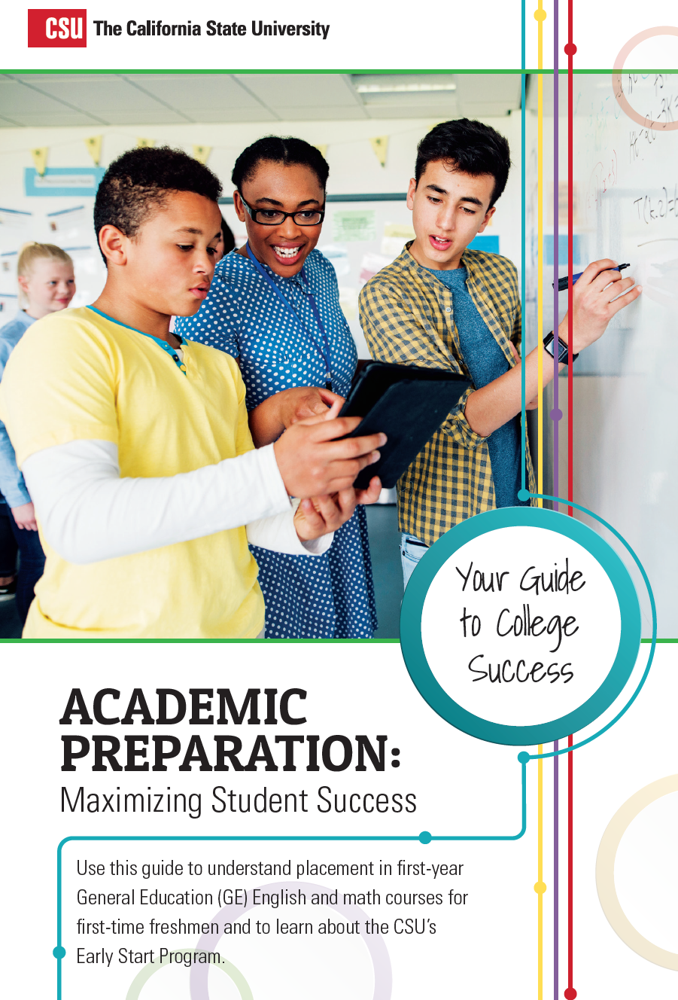 CSU The California State University
Your Guide
to College
Success
ACADEMIC
PREPARATION:
Maximizing Student Success
Use this guide to understand placement in first-year
General Education (GE) English and math courses for
first-time freshmen and to learn about the CSU's
Early Start Program.